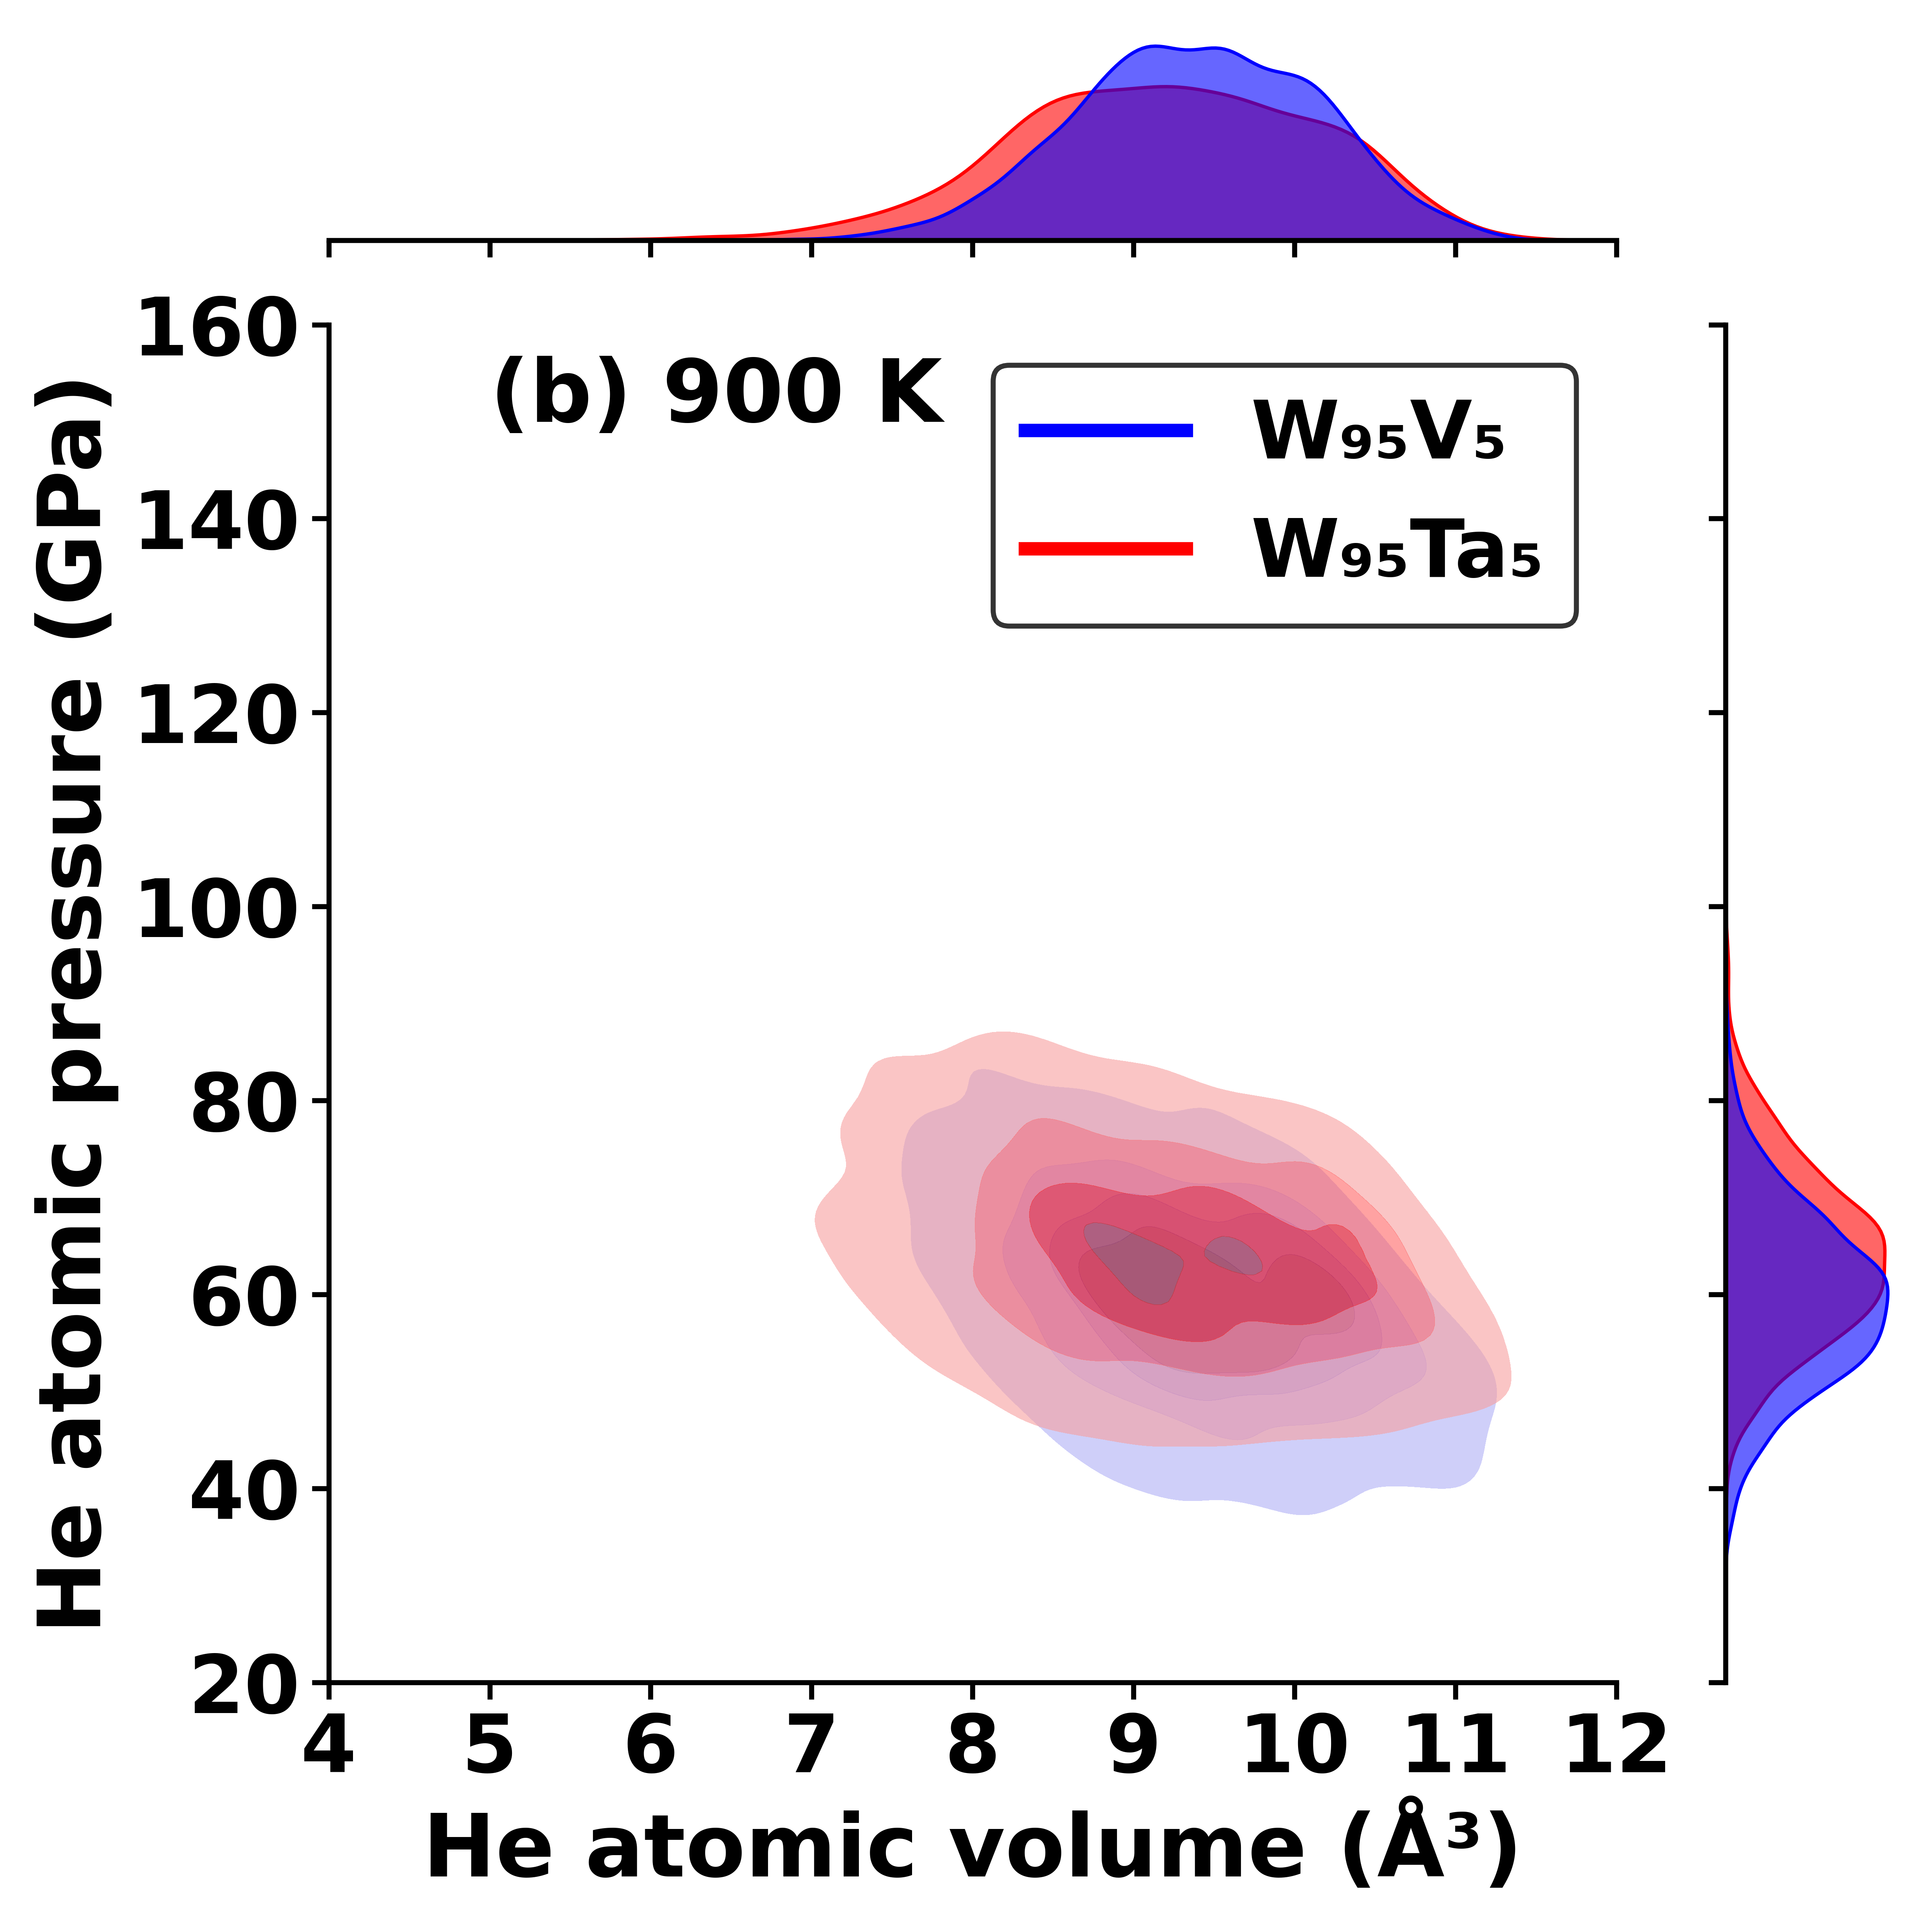 160
(b) 900 K
W₉₅V₅
W₉₅Ta₅
140
120
100
80
60
40
20
He atomic pressure (GPa)
4 5 6 7 8 9 10 11 12
He atomic volume (Å³)